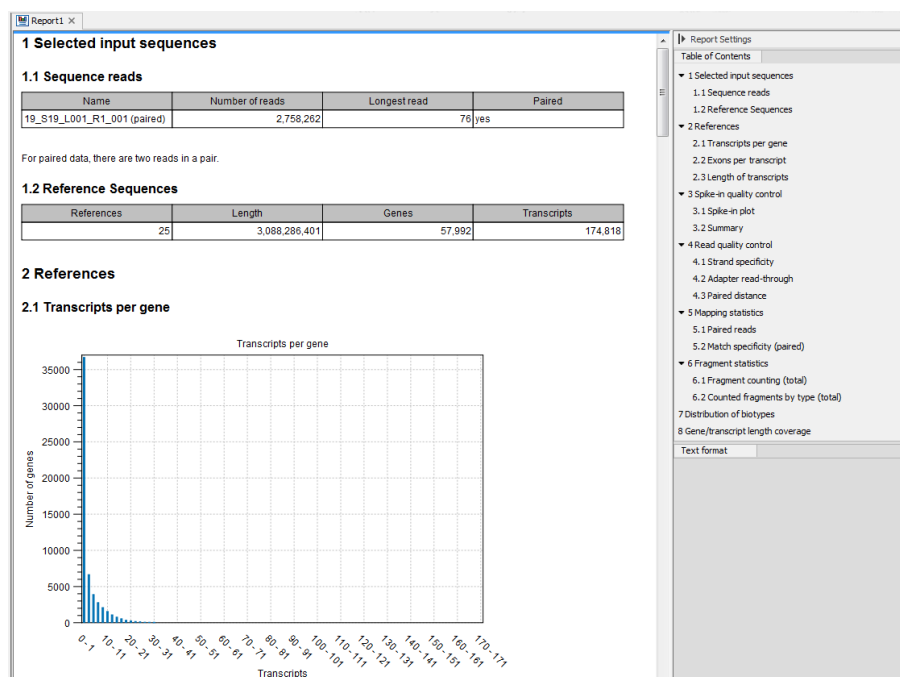 Report1
1 Selected input sequences
1.1 Sequence reads
Name Number of reads Longest read Paired
19_S19_L001_R1_001 (paired) 2,758,262 76 yes
For paired data, there are two reads in a pair.
1.2 Reference Sequences
References Length Genes Transcripts
25 3,088,286,401 57,992 174,818
2 References
2.1 Transcripts per gene
Transcripts per gene
Number of genes
35000
30000
25000
20000
15000
10000
5000
0
0 - 1 10 - 11 20 - 21 30 - 31 40 - 41 50 - 51 60 - 61 70 - 71 80 - 81 90 - 91 100 - 101 110 - 111 120 - 121 130 - 131 140 - 141 150 - 151 160 - 161 170 - 171
Transcripts
Report Settings
Table of Contents
1 Selected input sequences
1.1 Sequence reads
1.2 Reference Sequences
2 References
2.1 Transcripts per gene
2.2 Exons per transcript
2.3 Length of transcripts
3 Spike-in quality control
3.1 Spike-in plot
3.2 Summary
4 Read quality control
4.1 Strand specificity
4.2 Adapter read-through
4.3 Paired distance
5 Mapping statistics
5.1 Paired reads
5.2 Match specificity (paired)
6 Fragment statistics
6.1 Fragment counting (total)
6.2 Counted fragments by type (total)
7 Distribution of biotypes
8 Gene/transcript length coverage
Text format